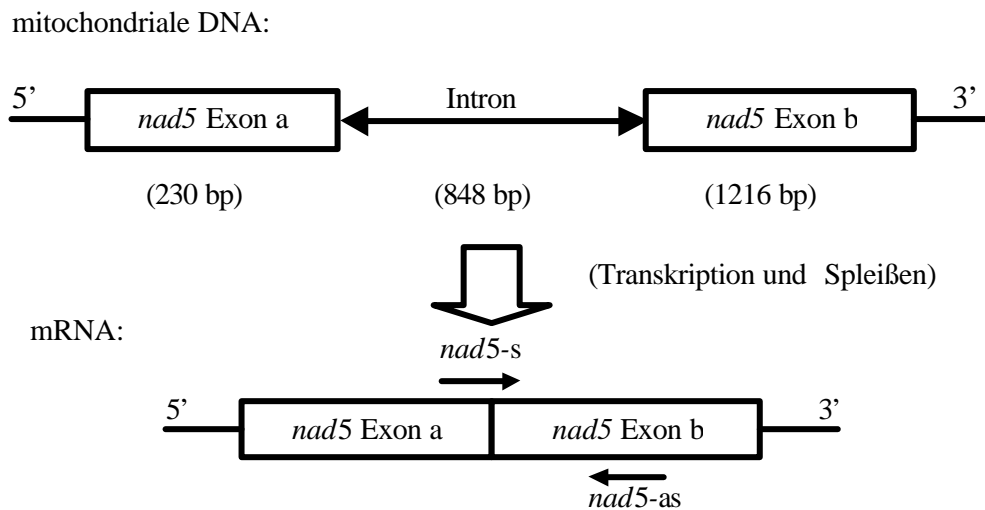 mitochondriale DNA:
5’ nad5 Exon a Intron nad5 Exon b 3’
(230 bp) (848 bp) (1216 bp)
(Transkription und Spleißen)
mRNA:
nad5-s
5’ nad5 Exon a nad5 Exon b 3’
nad5-as